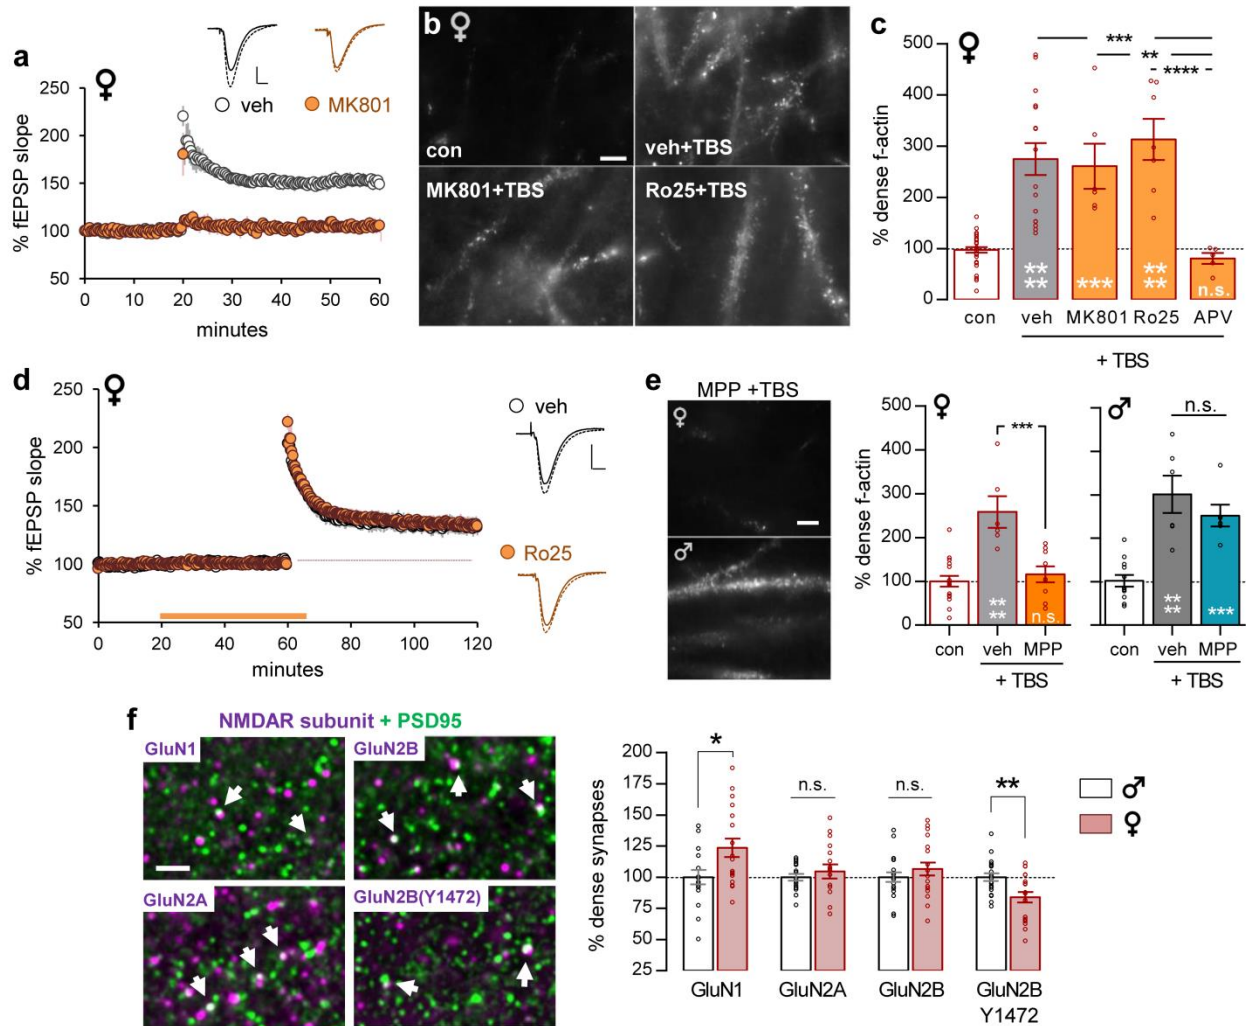 a
♀
veh
MK801
% fEPSP slope
250
200
150
100
50
0 10 20 30 40 50 60
minutes
b
♀
con
veh+TBS
MK801+TBS
Ro25+TBS
c
♀
% dense f-actin
500
400
300
200
100
0
***
**
****
**
**
***
**
**
n.s.
con veh MK801 Ro25 APV
+ TBS
d
♀
veh
Ro25
% fEPSP slope
250
200
150
100
50
0 20 40 60 80 100 120
minutes
e
MPP +TBS
♀
♂
% dense f-actin
♀
500
400
300
200
100
0
***
**
**
n.s.
con veh MPP
+ TBS
♂
n.s.
**
**
***
con veh MPP
+ TBS
f
NMDAR subunit + PSD95
GluN1
GluN2B
GluN2A
GluN2B(Y1472)
% dense synapses
200
175
150
125
100
75
50
25
*
n.s.
n.s.
**
♂
♀
GluN1 GluN2A GluN2B GluN2B
Y1472